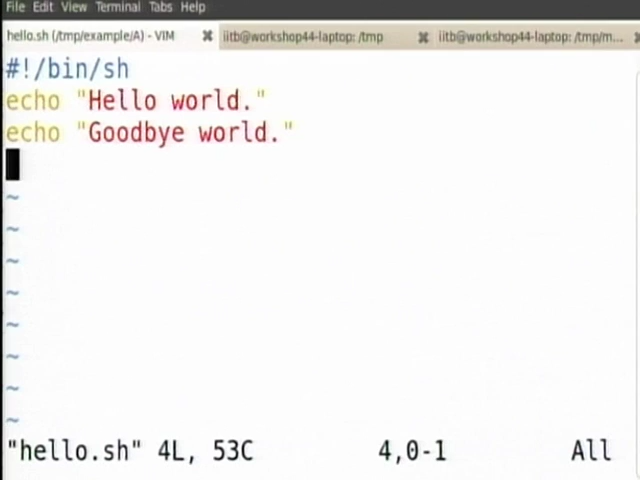 File Edit View Terminal Tabs Help
hello.sh (/tmp/example/A) - VIM ✖ iitb@workshop44-laptop: /tmp ✖ iitb@workshop44-laptop: /tmp/m... ✖
#!/bin/sh
echo "Hello world."
echo "Goodbye world."
~
~
~
~
~
~
~
~
"hello.sh" 4L, 53C 4,0-1 All